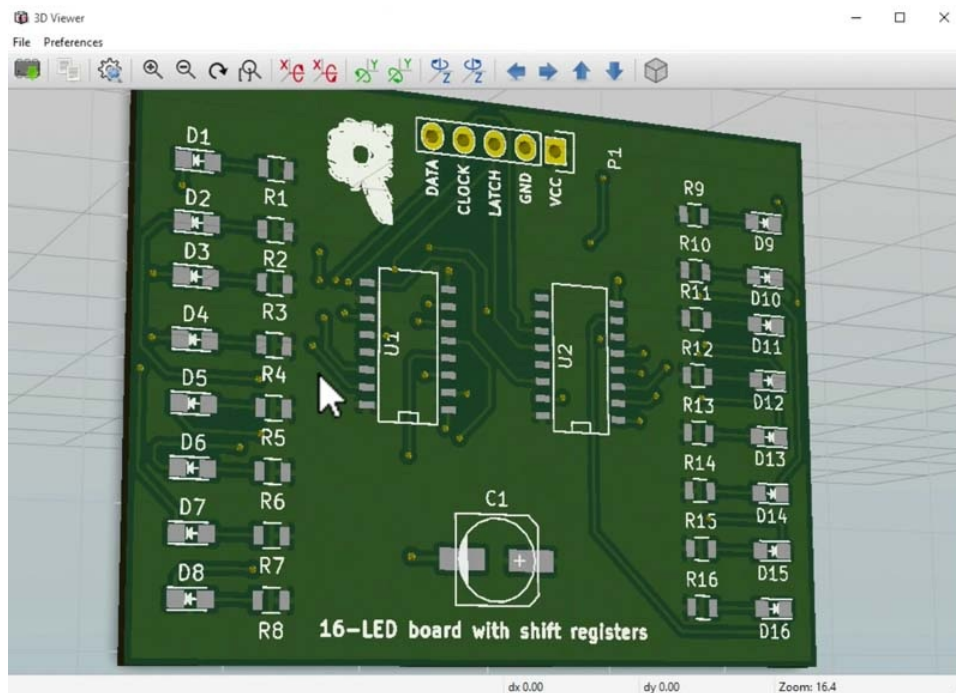 3D Viewer
File Preferences
D1
R1
D2
R2
D3
R3
D4
R4
D5
R5
D6
R6
D7
R7
D8
R8
DATA
CLOCK
LATCH
GND
VCC
P1
U1
U2
C1
+
R9
D9
R10
D10
R11
D11
R12
D12
R13
D13
R14
D14
R15
D15
R16
D16
16-LED board with shift registers
dx 0.00 dy 0.00 Zoom: 16.4